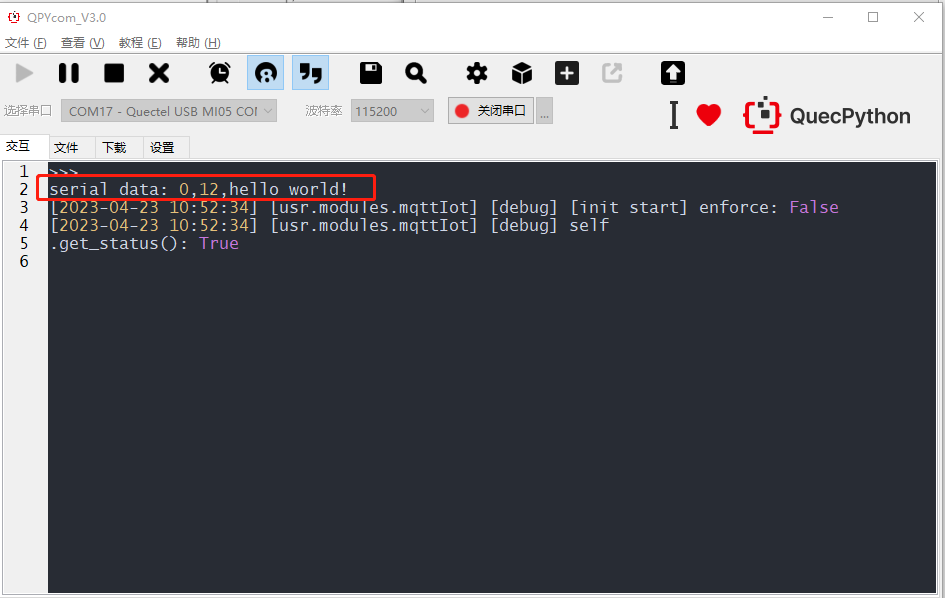 QPYcom_V3.0
文件 (F) 查看 (V) 教程 (E) 帮助 (H)
选择串口 COM17 - Quectel USB MI05 COI 波特率 115200 关闭串口 ... QuecPython
交互 文件 下载 设置
1 >>>
2 serial data: 0,12,hello world!
3 [2023-04-23 10:52:34] [usr.modules.mqttIot] [debug] [init start] enforce: False
4 [2023-04-23 10:52:34] [usr.modules.mqttIot] [debug] self
5 .get_status(): True
6